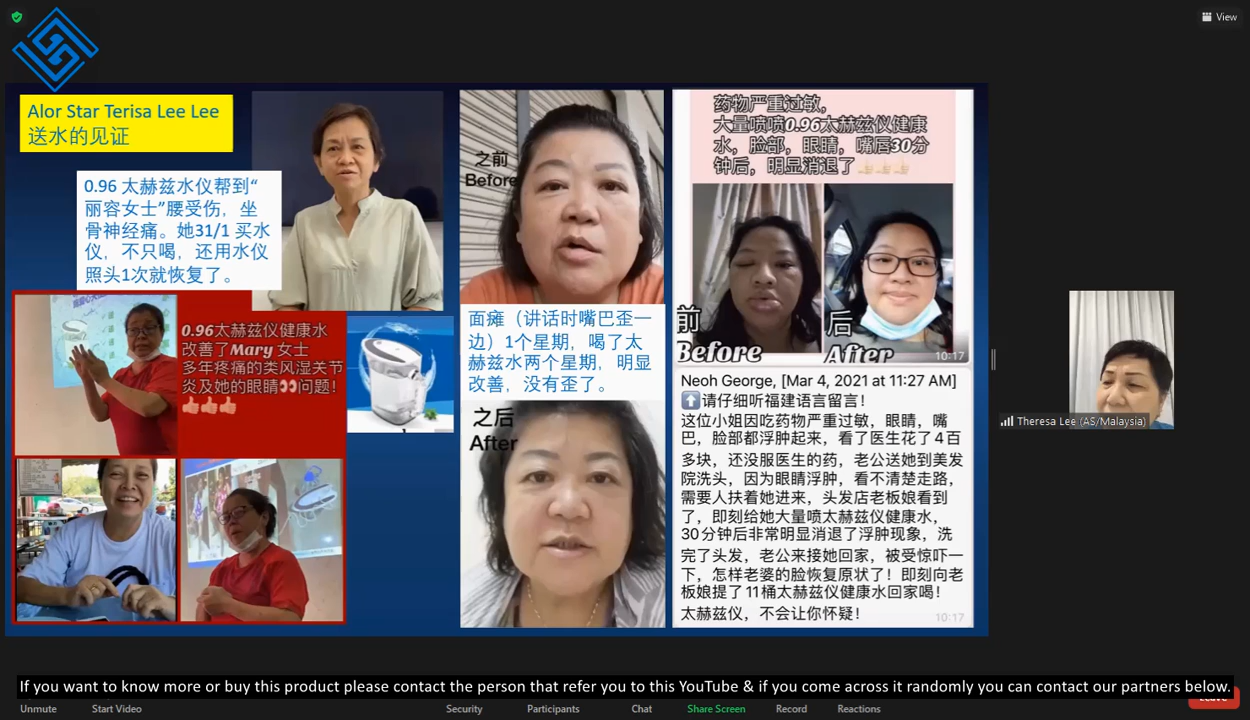 View
Alor Star Terisa Lee Lee
送水的见证
0.96 太赫兹水仪帮到“
丽容女士”腰受伤，坐
骨神经痛。她31/1 买水
仪，不只喝，还用水仪
照头1次就恢复了。
0.96太赫兹仪健康水
改善了Mary 女士
多年疼痛的类风湿关节
炎及她的眼睛👀问题！
👍👍👍
之前
Before
面瘫（讲话时嘴巴歪一
边）1个星期，喝了太
赫兹水两个星期，明显
改善，没有歪了。
之后
After
药物严重过敏，
大量喷喷0.96太赫兹仪健康
水，脸部，眼睛，嘴唇30分
钟后，明显消退了👍👍👍
前
Before
后
After
10:17
Neoh George, [Mar 4, 2021 at 11:27 AM]
⬆️请仔细听福建语言留言！
这位小姐因吃药物严重过敏，眼睛，嘴
巴，脸部都浮肿起来，看了医生花了4百
多块，还没服医生的药，老公送她到美发
院洗头，因为眼睛浮肿，看不清楚走路，
需要人扶着她进来，头发店老板娘看到
了，即刻给她大量喷太赫兹仪健康水，
30分钟后非常明显消退了浮肿现象，洗
完了头发，老公来接她回家，被受惊吓一
下，怎样老婆的脸恢复原状了！即刻向老
板娘提了11桶太赫兹仪健康水回家喝！
太赫兹仪，不会让你怀疑！
10:17
Theresa Lee (AS/Malaysia)
If you want to know more or buy this product please contact the person that refer you to this YouTube & if you come across it randomly you can contact our partners below.
Unmute
Start Video
Security
Participants
Chat
Share Screen
Record
Reactions
Leave